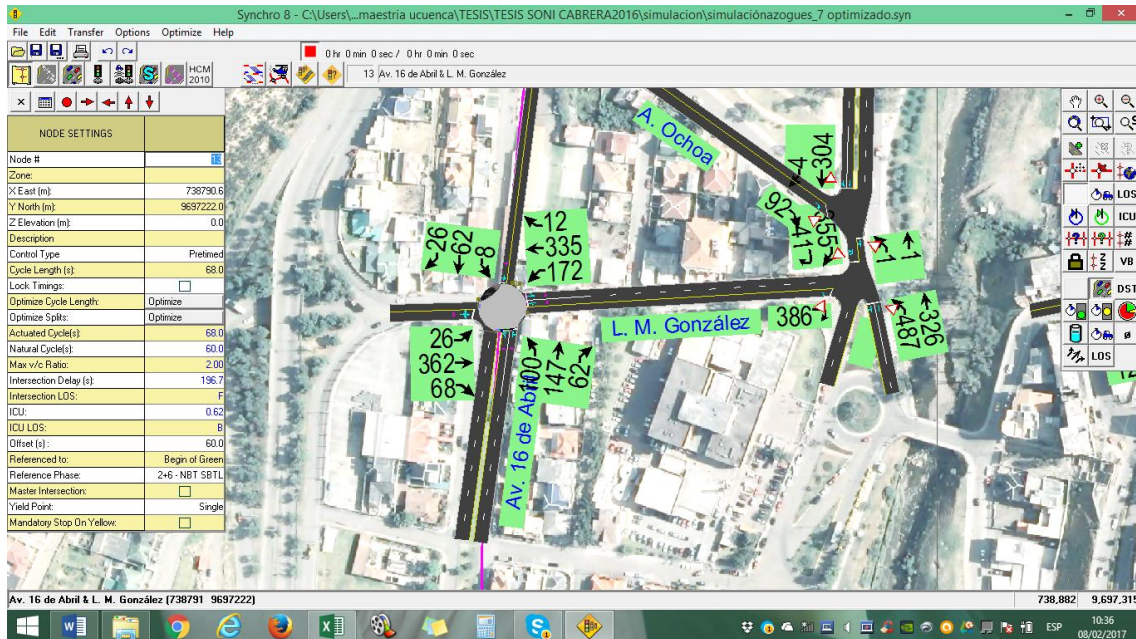 Synchro 8 - C:\Users\...maestria ucuenca\TESIS\TESIS SONI CABRERA2016\simulacion\simulaciónazogues_7 optimizado.syn
File Edit Transfer Options Optimize Help
0 hr 0 min 0 sec / 0 hr 0 min 0 sec
HCM 2010
13 Av. 16 de Abril & L. M. González
NODE SETTINGS
Node # 13
Zone:
X East (m): 738790.6
Y North (m): 9697222.0
Z Elevation (m): 0.0
Description
Control Type Pretimed
Cycle Length (s): 68.0
Lock Timings:
Optimize Cycle Length: Optimize
Optimize Splits: Optimize
Actuated Cycle(s): 68.0
Natural Cycle(s): 60.0
Max v/c Ratio: 2.00
Intersection Delay (s): 196.7
Intersection LOS: F
ICU: 0.62
ICU LOS: B
Offset (s) : 60.0
Referenced to: Begin of Green
Reference Phase: 2+6 - NBT SBTL
Master Intersection:
Yield Point: Single
Mandatory Stop On Yellow:
A. Ochoa
4
304
92
41
355
1
1
26
62
8
12
335
172
L. M. González
386
326
487
26
362
68
100
147
62
Av. 16 de Abril
LOS
ICU
VB
DST
ø
LOS
Av. 16 de Abril & L. M. González (738791 9697222)
738,882 9,697,315
ESP
10:36
08/02/2017